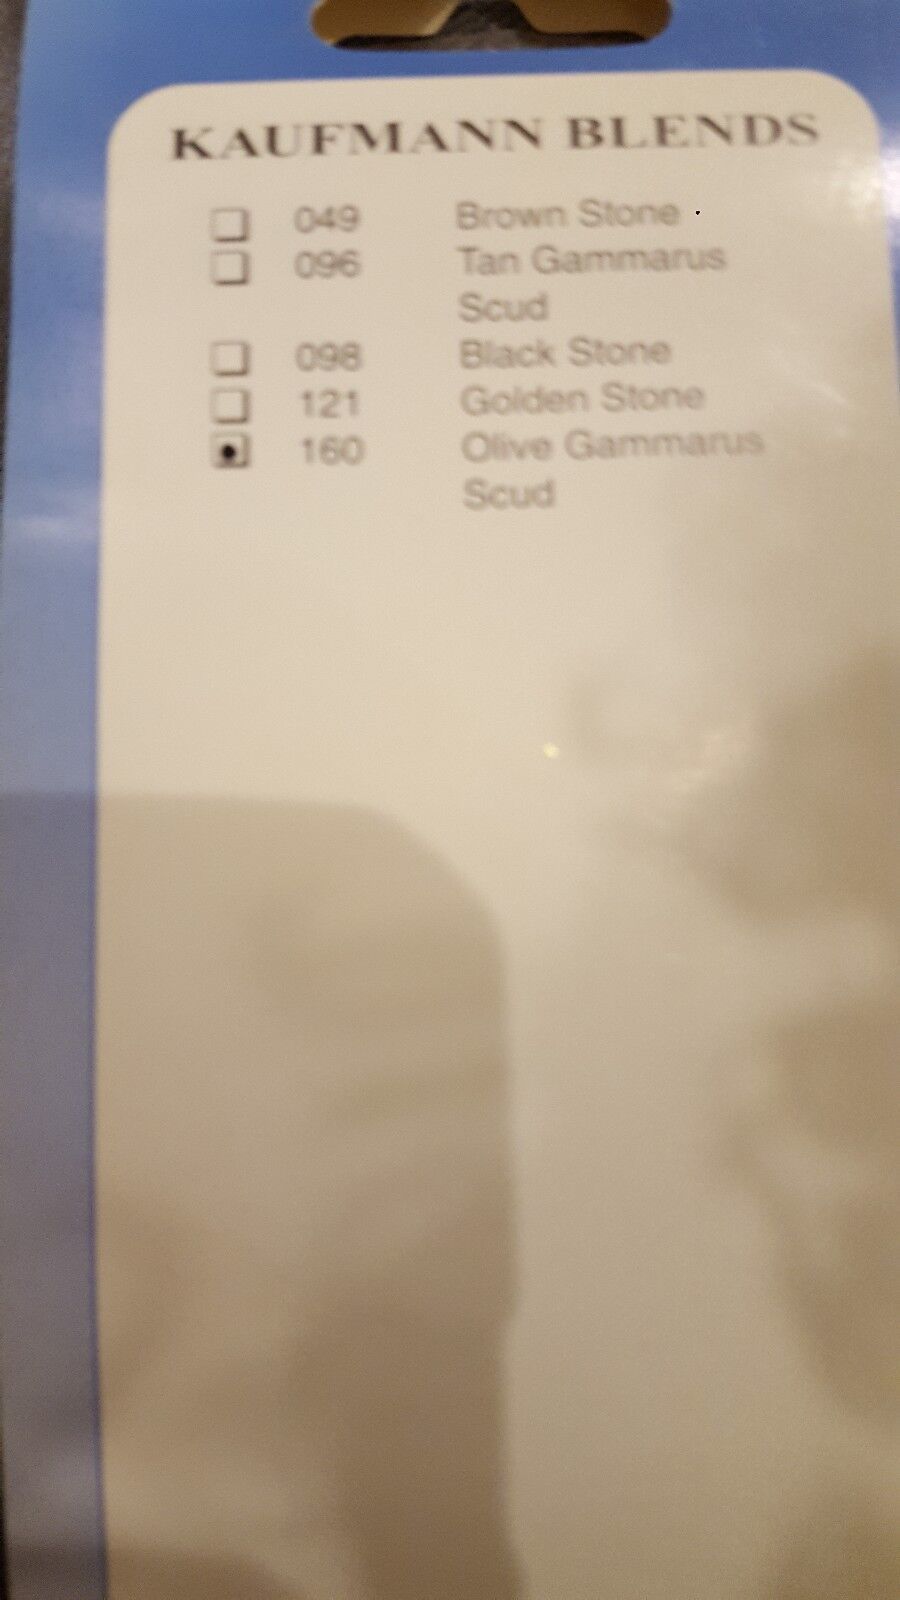 KAUFMANN BLENDS
049 Brown Stone
096 Tan Gammarus
Scud
098 Black Stone
121 Golden Stone
160 Olive Gammarus
Scud